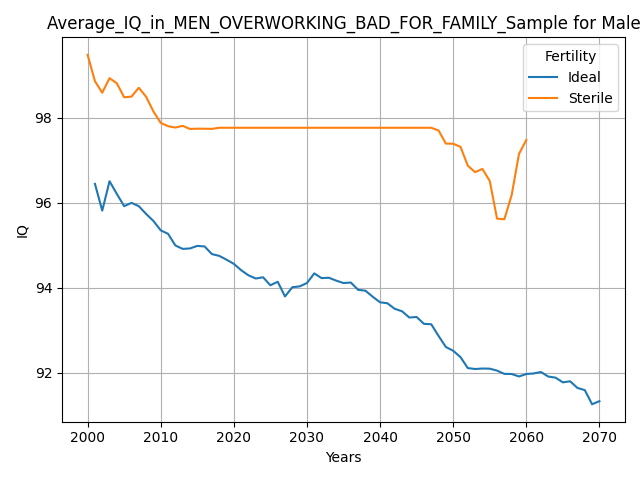 Average_IQ_in_MEN_OVERWORKING_BAD_FOR_FAMILY_Sample for Male
Fertility
Ideal
Sterile
98
96
94
92
IQ
2000 2010 2020 2030 2040 2050 2060 2070
Years